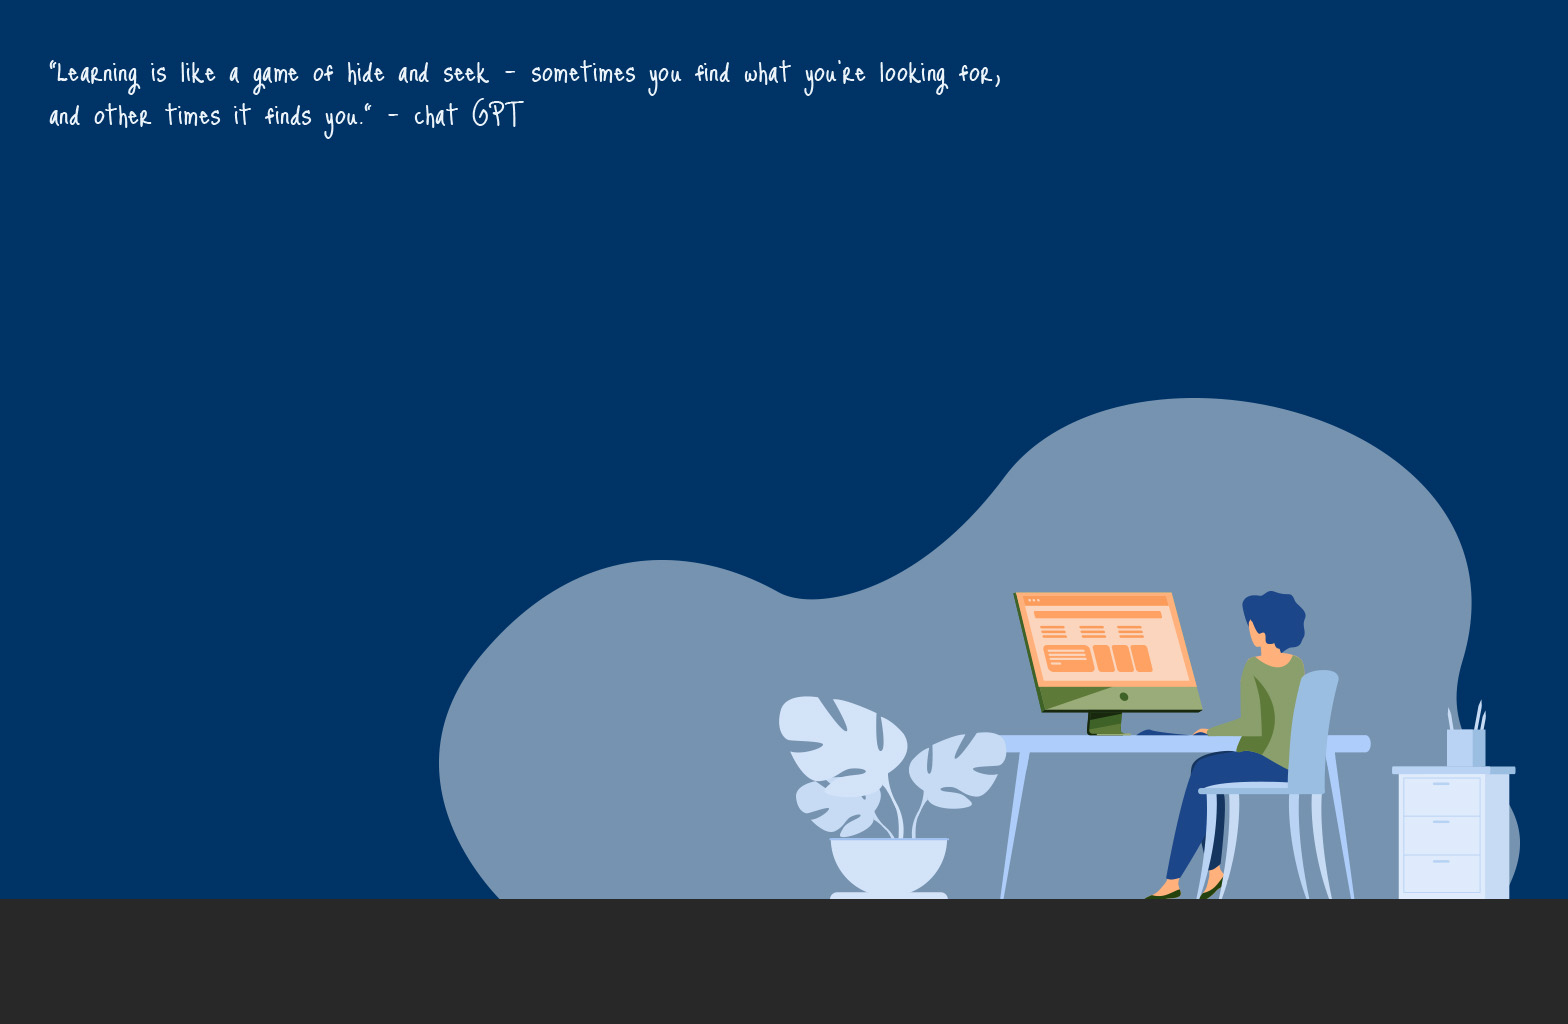 "Learning is like a game of hide and seek - sometimes you find what you're looking for,
and other times it finds you." - chat GPT